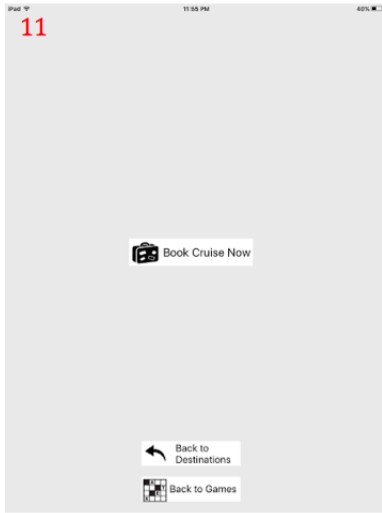 iPad 11:55 PM 40%
11
Book Cruise Now
Back to
Destinations
Back to Games